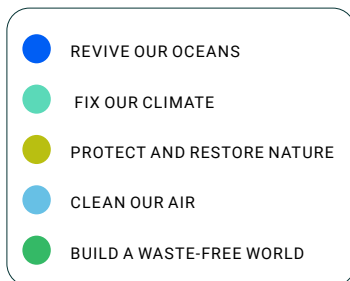 REVIVE OUR OCEANS
FIX OUR CLIMATE
PROTECT AND RESTORE NATURE
CLEAN OUR AIR
BUILD A WASTE-FREE WORLD